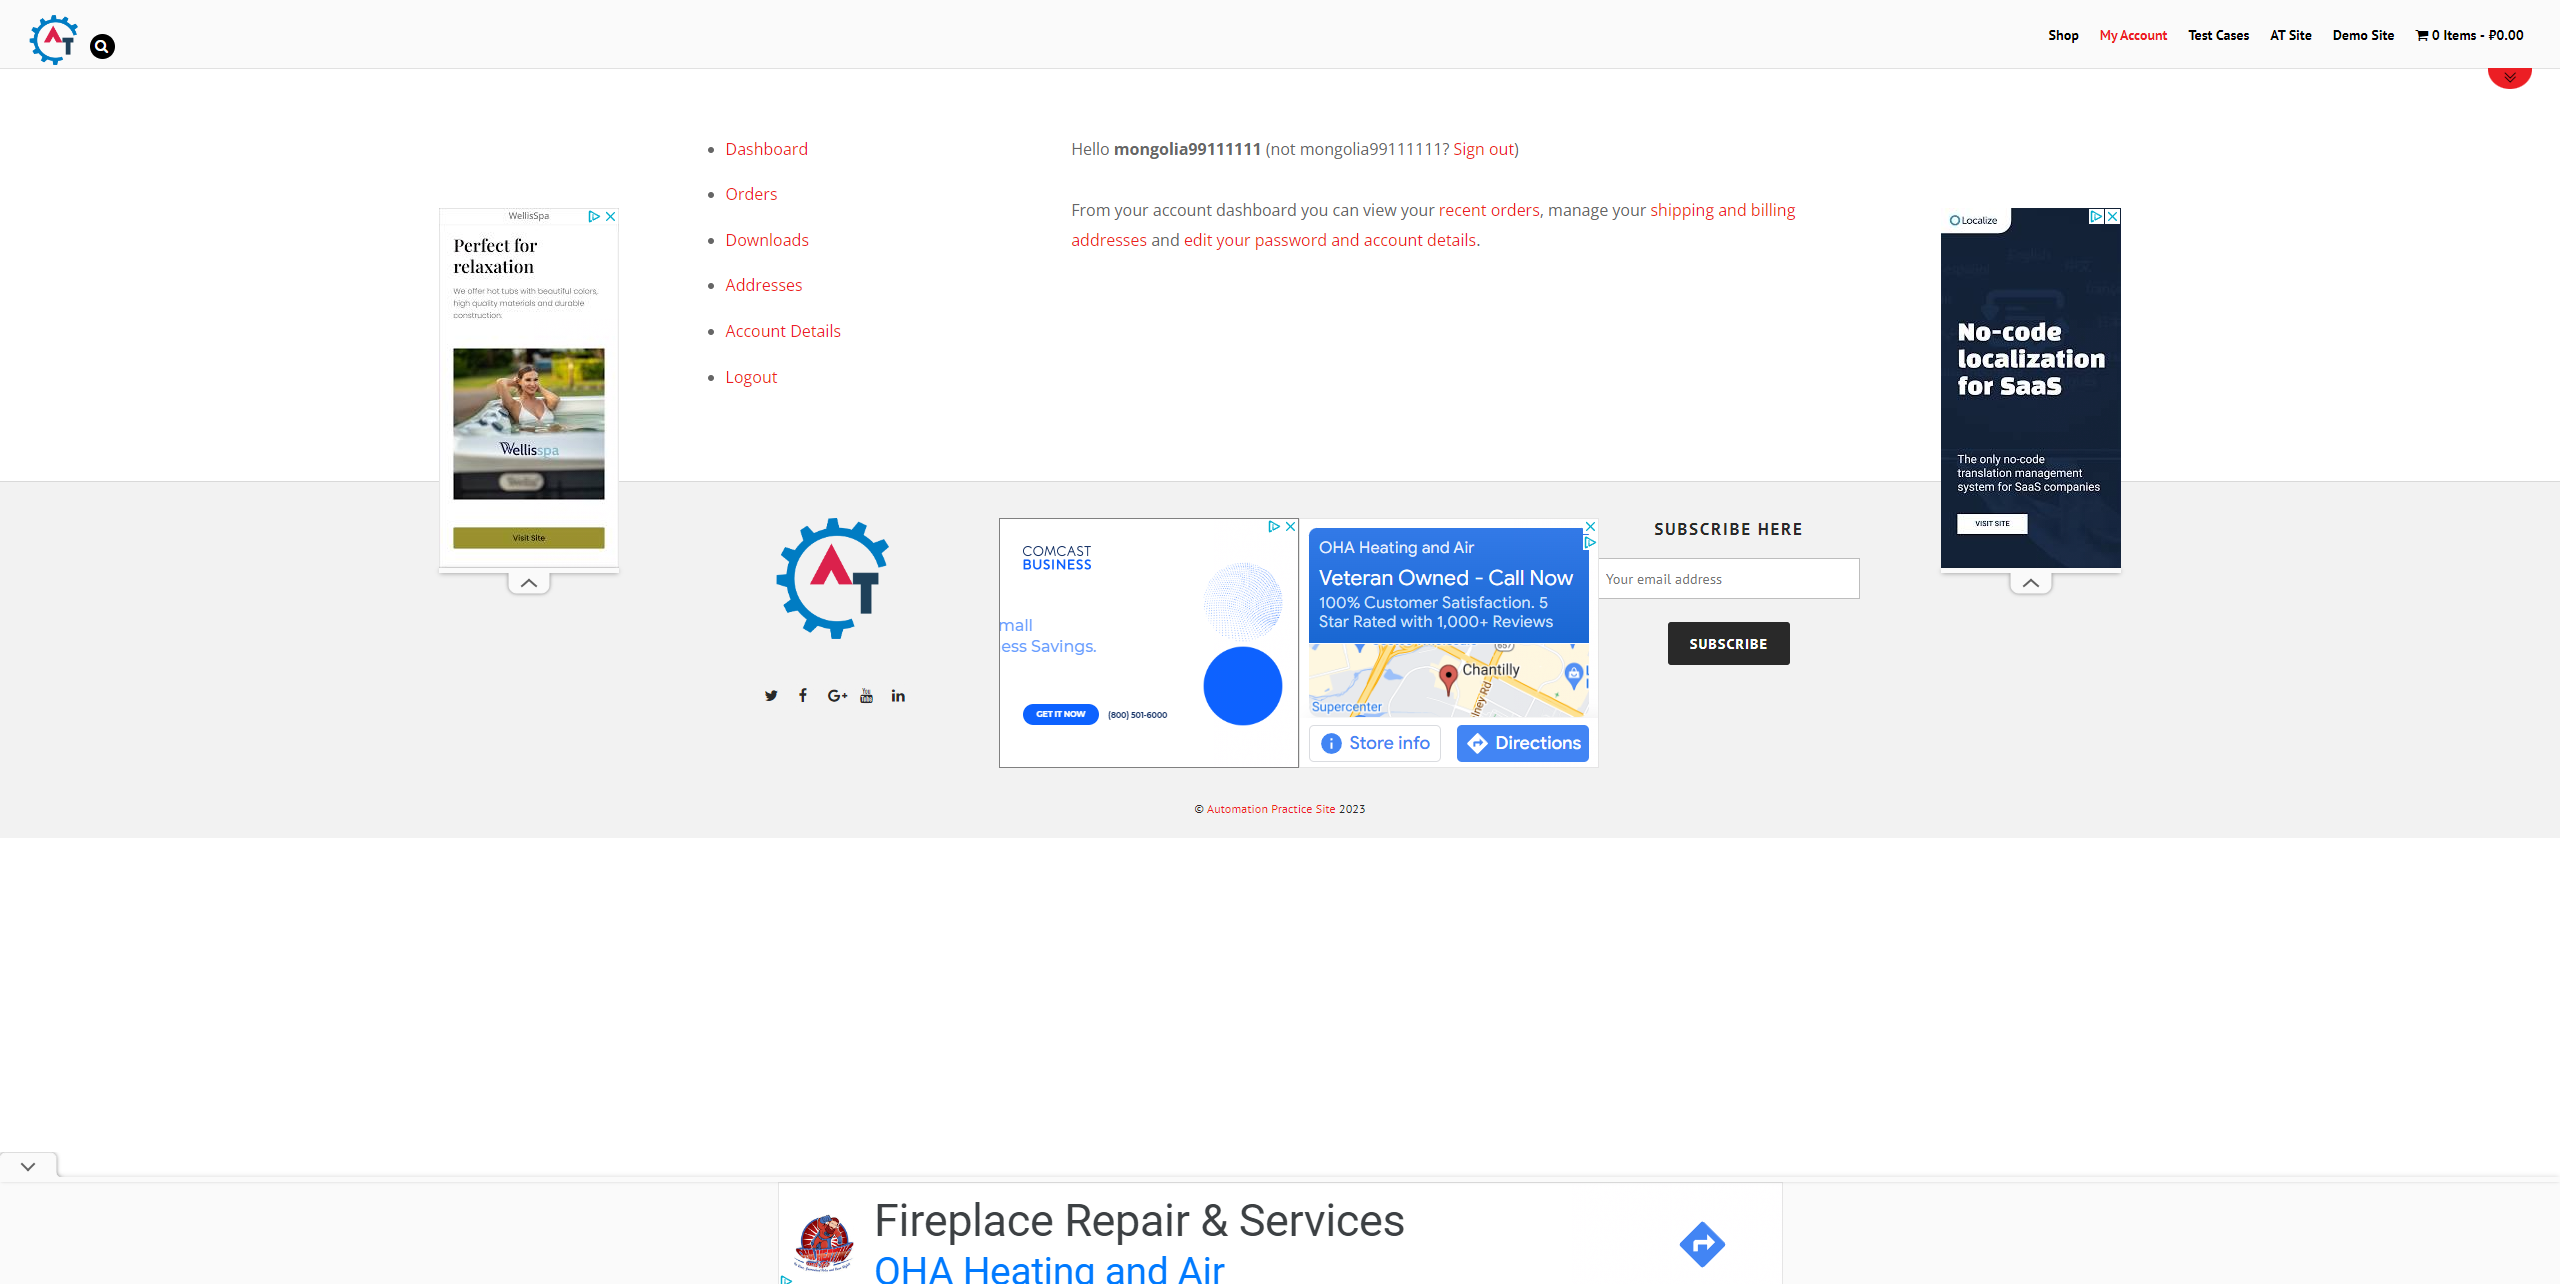 Shop
My Account
Test Cases
AT Site
Demo Site
0 Items - ₽0.00
Dashboard
Orders
Downloads
Addresses
Account Details
Logout
Hello mongolia99111111 (not mongolia99111111? Sign out)
From your account dashboard you can view your recent orders, manage your shipping and billing
addresses and edit your password and account details.
WellisSpa
Perfect for
relaxation
We offer hot tubs with beautiful colors,
high quality materials and durable
construction.
Wellisspa
Visit Site
Localize
No-code
localization
for SaaS
The only no-code
translation management
system for SaaS companies
VISIT SITE
AT
COMCAST
BUSINESS
mall
ess Savings.
GET IT NOW
(800) 501-6000
OHA Heating and Air
Veteran Owned - Call Now
100% Customer Satisfaction. 5
Star Rated with 1,000+ Reviews
657
Chantilly
Supercenter
Store info
Directions
SUBSCRIBE HERE
Your email address
SUBSCRIBE
© Automation Practice Site 2023
Fireplace Repair & Services
OHA Heating and Air